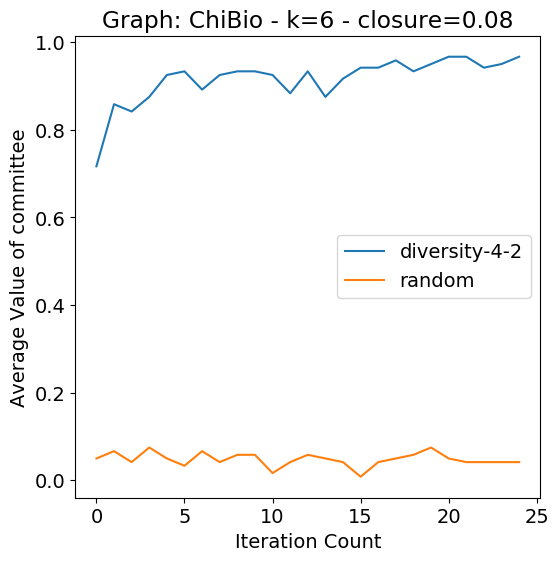 Graph: ChiBio - k=6 - closure=0.08
Average Value of committee
1.0
0.8
0.6
0.4
0.2
0.0
diversity-4-2
random
0 5 10 15 20 25
Iteration Count